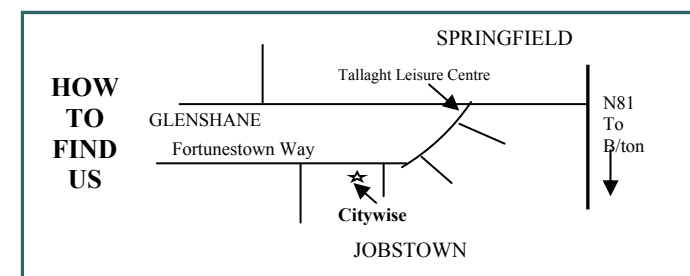 HOW
TO
FIND
US
SPRINGFIELD
Tallaght Leisure Centre
GLENSHANE
Fortunestown Way
N81
To
B/ton
Citywise
JOBSTOWN